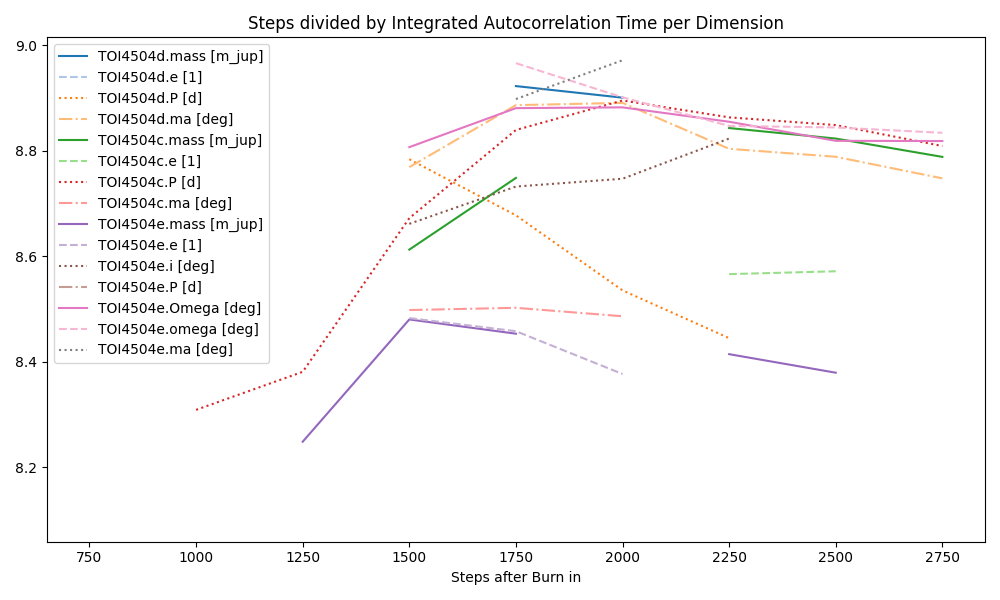 Steps divided by Integrated Autocorrelation Time per Dimension
9.0
8.8
8.6
8.4
8.2
TOI4504d.mass [m_jup]
TOI4504d.e [1]
TOI4504d.P [d]
TOI4504d.ma [deg]
TOI4504c.mass [m_jup]
TOI4504c.e [1]
TOI4504c.P [d]
TOI4504c.ma [deg]
TOI4504e.mass [m_jup]
TOI4504e.e [1]
TOI4504e.i [deg]
TOI4504e.P [d]
TOI4504e.Omega [deg]
TOI4504e.omega [deg]
TOI4504e.ma [deg]
750 1000 1250 1500 1750 2000 2250 2500 2750
Steps after Burn in